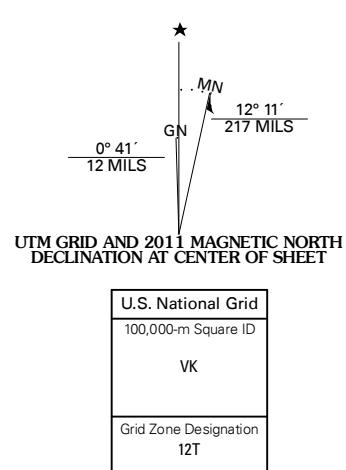 MN
12° 11´
217 MILS
GN
0° 41´
12 MILS
UTM GRID AND 2011 MAGNETIC NORTH
DECLINATION AT CENTER OF SHEET
U.S. National Grid
100,000-m Square ID
VK
Grid Zone Designation
12T